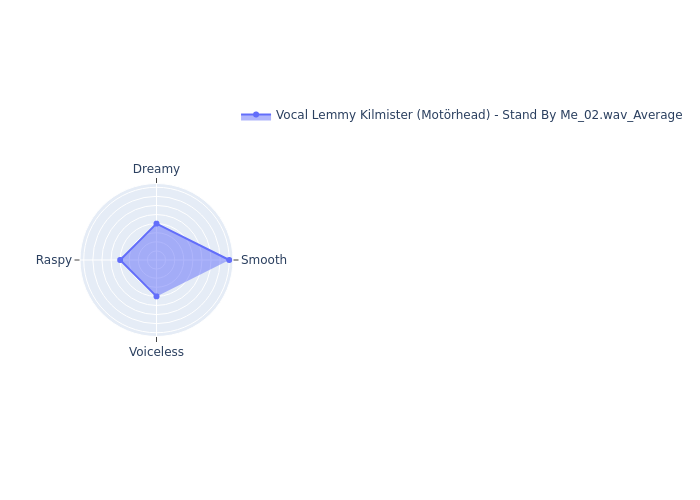 Vocal Lemmy Kilmister (Motörhead) - Stand By Me_02.wav_Average
Dreamy
Raspy
Smooth
Voiceless